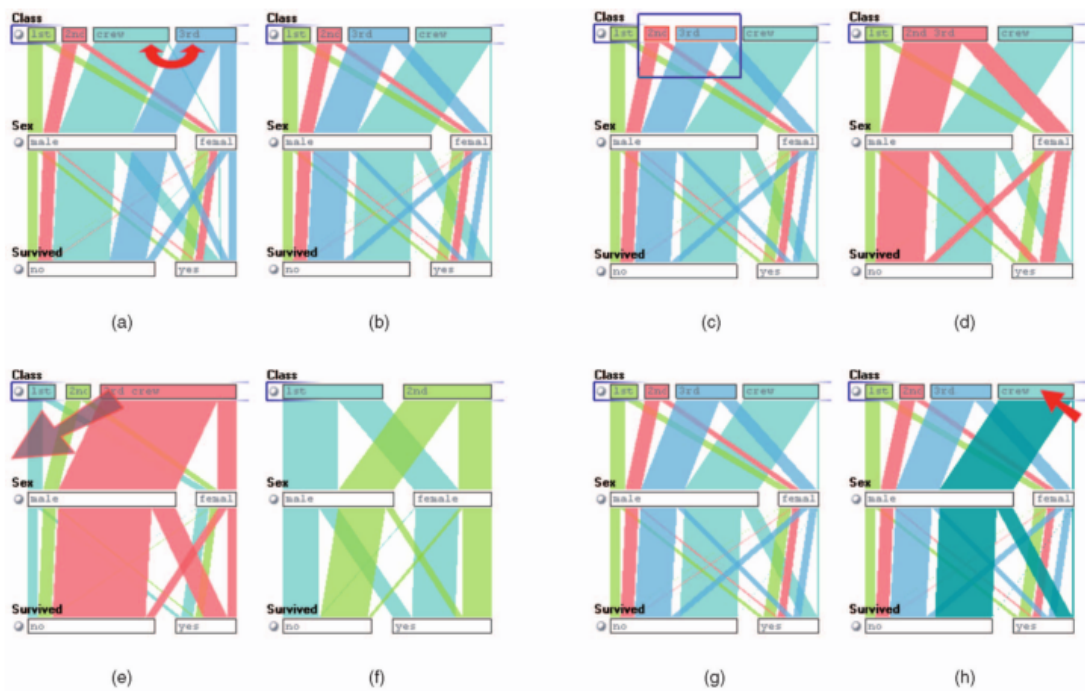 Class
1st 2nd crew 3rd
Sex
male femal
Survived
no yes
(a)
Class
1st 2nd 3rd crew
Sex
male femal
Survived
no yes
(b)
Class
1st 2nd 3rd crew
Sex
male femal
Survived
no yes
(c)
Class
1st 2nd 3rd crew
Sex
male femal
Survived
no yes
(d)
Class
1st 2nd 3rd crew
Sex
male femal
Survived
no yes
(e)
Class
1st 2nd
Sex
male female
Survived
no yes
(f)
Class
1st 2nd 3rd crew
Sex
male femal
Survived
no yes
(g)
Class
1st 2nd 3rd crew
Sex
male femal
Survived
no yes
(h)